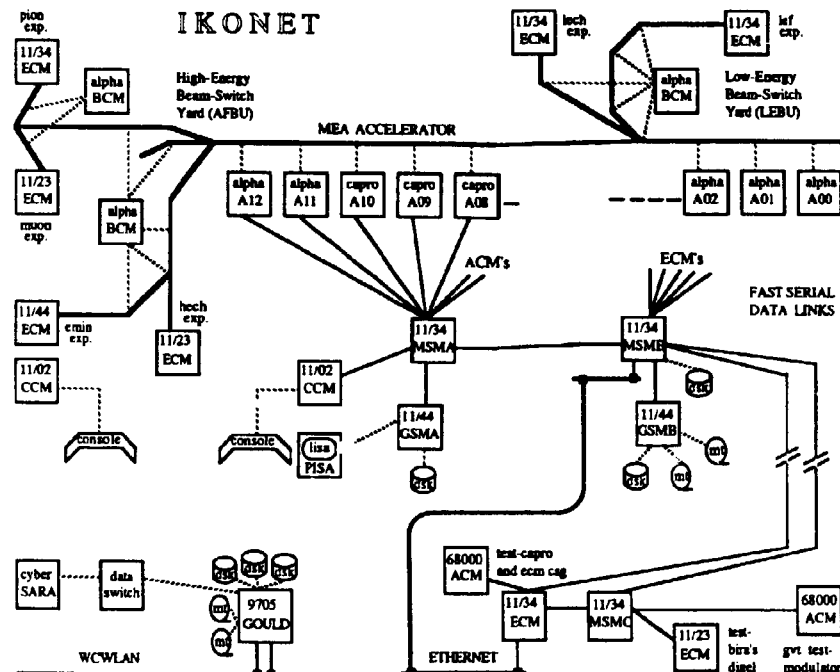 IKONET
pion
exp.
11/34
ECM
alpha
BCM
High-Energy
Beam-Switch
Yard (AFBU)
MEA ACCELERATOR
exp.
11/34
ECM
11/34
ECM
exp.
alpha
BCM
Low-Energy
Beam-Switch
Yard (LEBU)
11/23
ECM
muon
exp.
alpha
BCM
alpha
A12
alpha
A11
capro
A10
capro
A09
capro
A08
alpha
A02
alpha
A01
alpha
A00
ACM's
ECM's
FAST SERIAL
DATA LINKS
11/44
ECM
emin
exp.
hech
exp.
11/23
ECM
11/34
MSMA
11/34
MSMB
11/02
CCM
11/02
CCM
console
console
lisa
PISA
11/44
GSMA
dsk
dsk
11/44
GSMB
dsk
mt
mt
cyber
SARA
data
switch
dsk
dsk
dsk
mt
mt
9705
GOULD
68000
ACM
test-capro
and ecm cag
11/34
ECM
11/34
MSMC
68000
ACM
11/23
ECM
test-
bira's
gvt test-
WCWLAN
ETHERNET